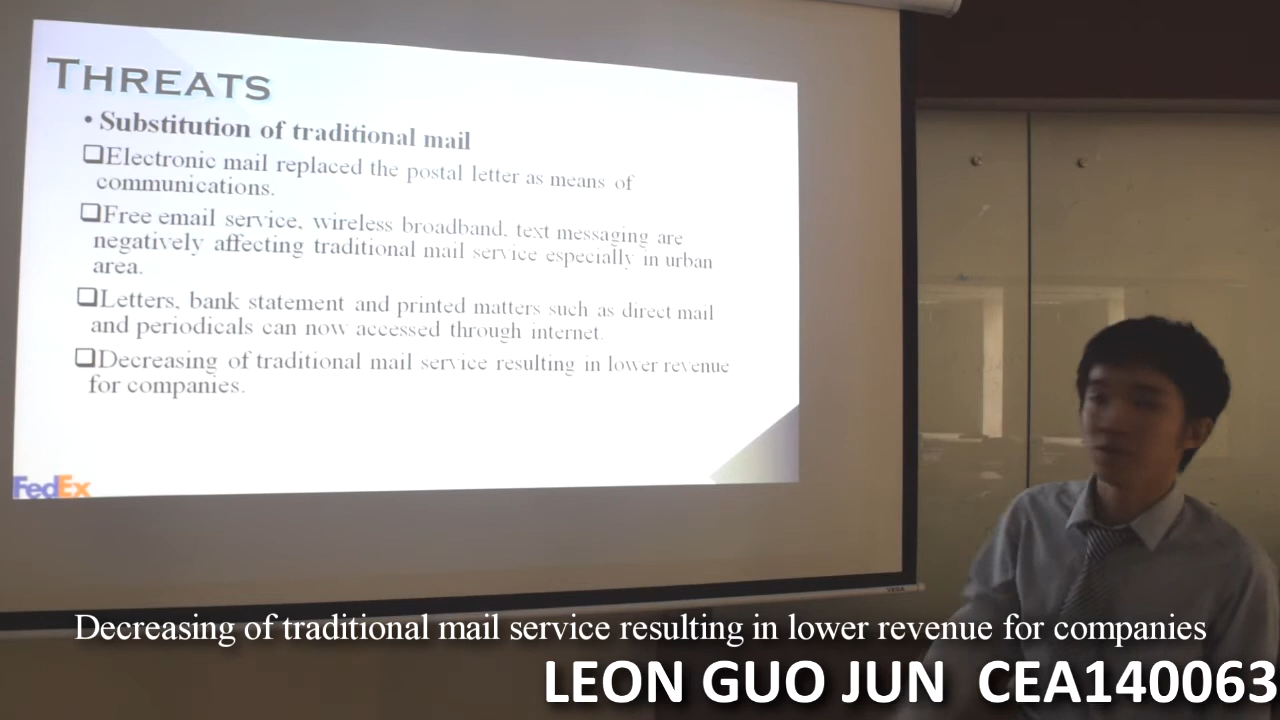 THREATS
• Substitution of traditional mail
❑Electronic mail replaced the postal letter as means of
communications.
❑Free email service, wireless broadband, text messaging are
negatively affecting traditional mail service especially in urban
area.
❑Letters, bank statement and printed matters such as direct mail
and periodicals can now accessed through internet.
❑Decreasing of traditional mail service resulting in lower revenue
for companies.
FedEx
VEGA
Decreasing of traditional mail service resulting in lower revenue for companies
LEON GUO JUN CEA140063